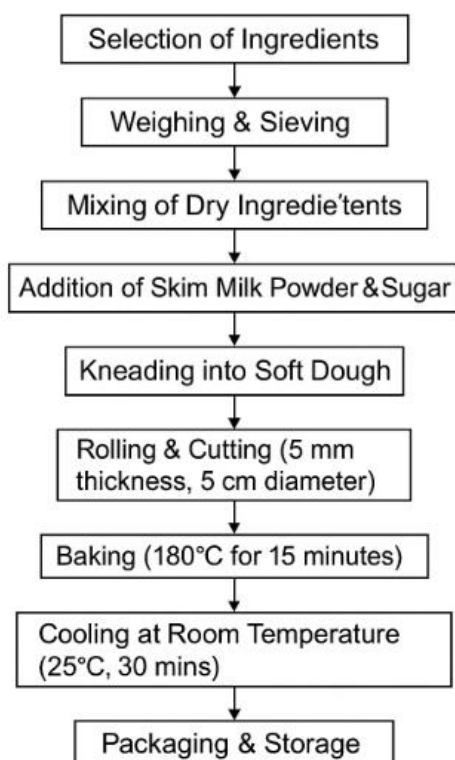 Selection of Ingredients
Weighing & Sieving
Mixing of Dry Ingredie'tents
Addition of Skim Milk Powder & Sugar
Kneading into Soft Dough
Rolling & Cutting (5 mm
thickness, 5 cm diameter)
Baking (180°C for 15 minutes)
Cooling at Room Temperature
(25°C, 30 mins)
Packaging & Storage